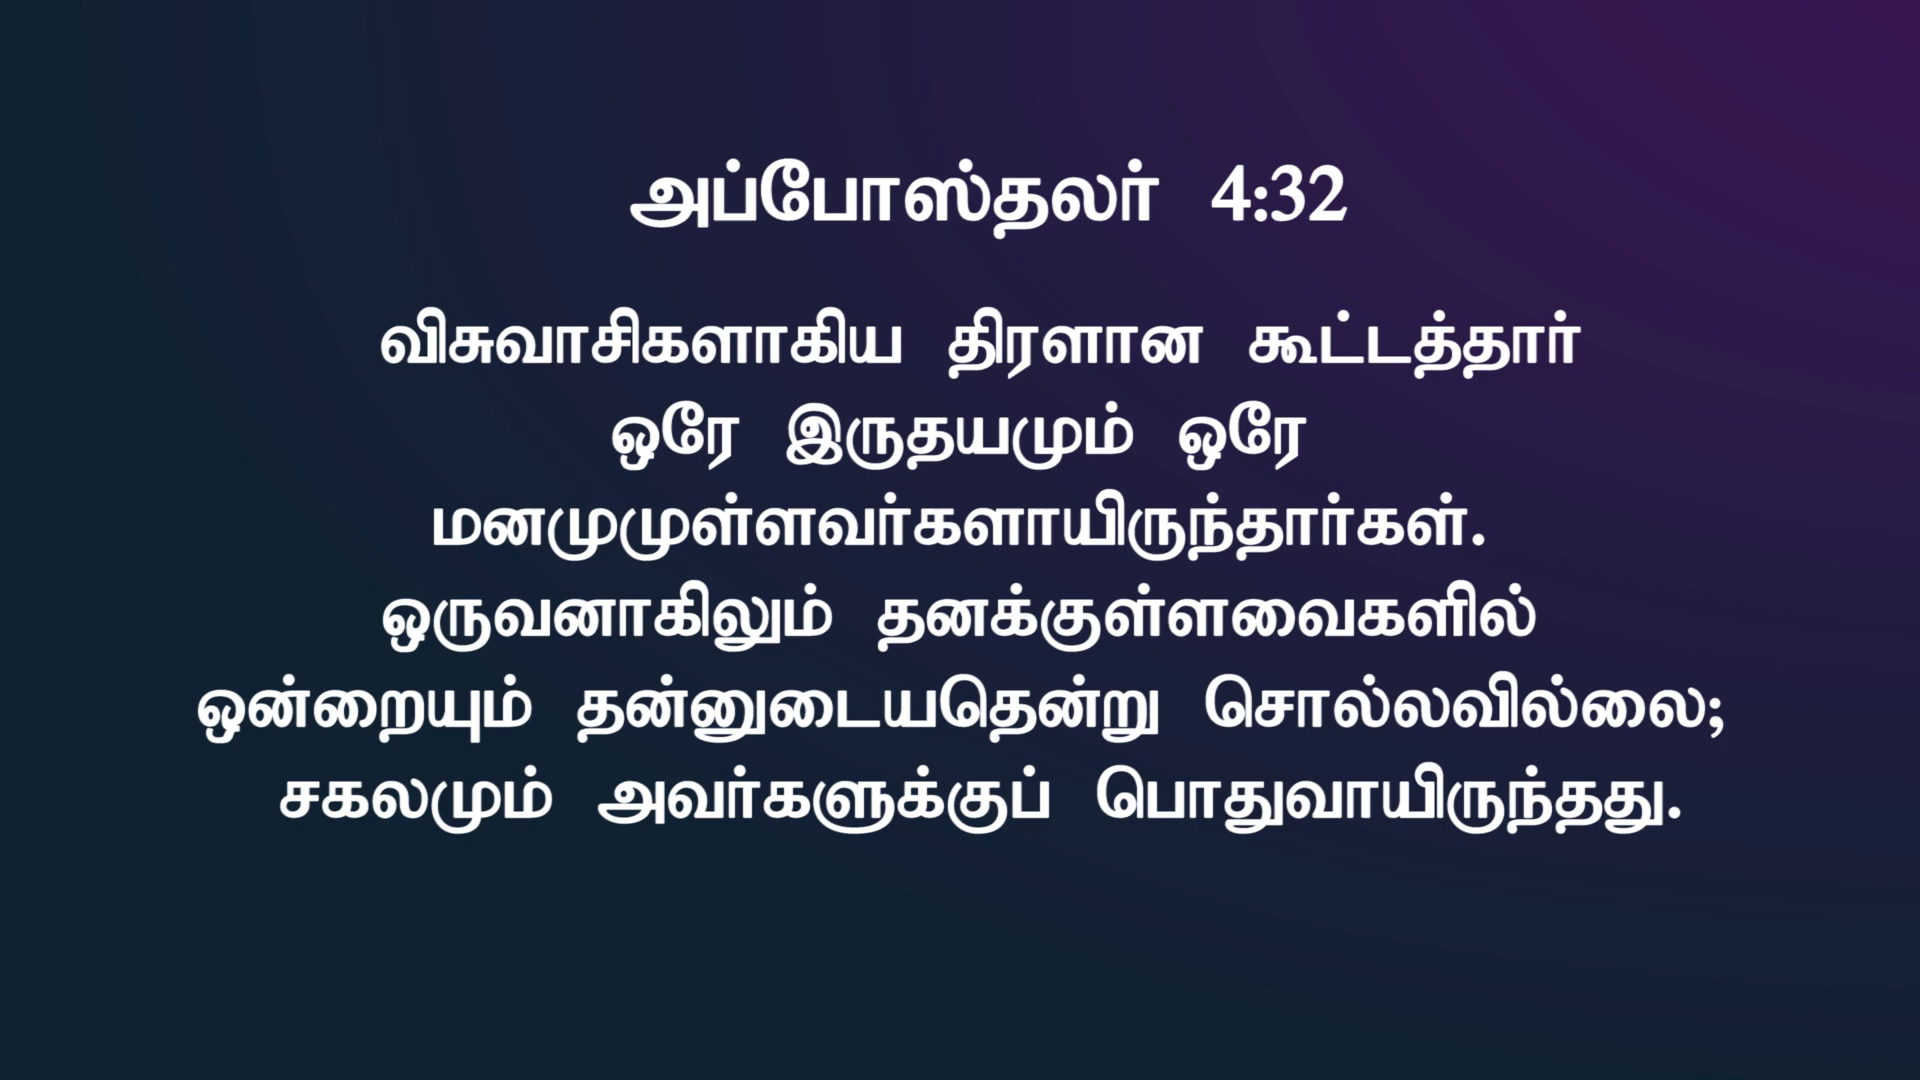 அப்போஸ்தலர் 4:32
விசுவாசிகளாகிய திரளான கூட்டத்தார்
ஒரே இருதயமும் ஒரே
மனமுமுள்ளவர்களாயிருந்தார்கள்.
ஒருவனாகிலும் தனக்குள்ளவைகளில்
ஒன்றையும் தன்னுடையதென்று சொல்லவில்லை;
சகலமும் அவர்களுக்குப் பொதுவாயிருந்தது.